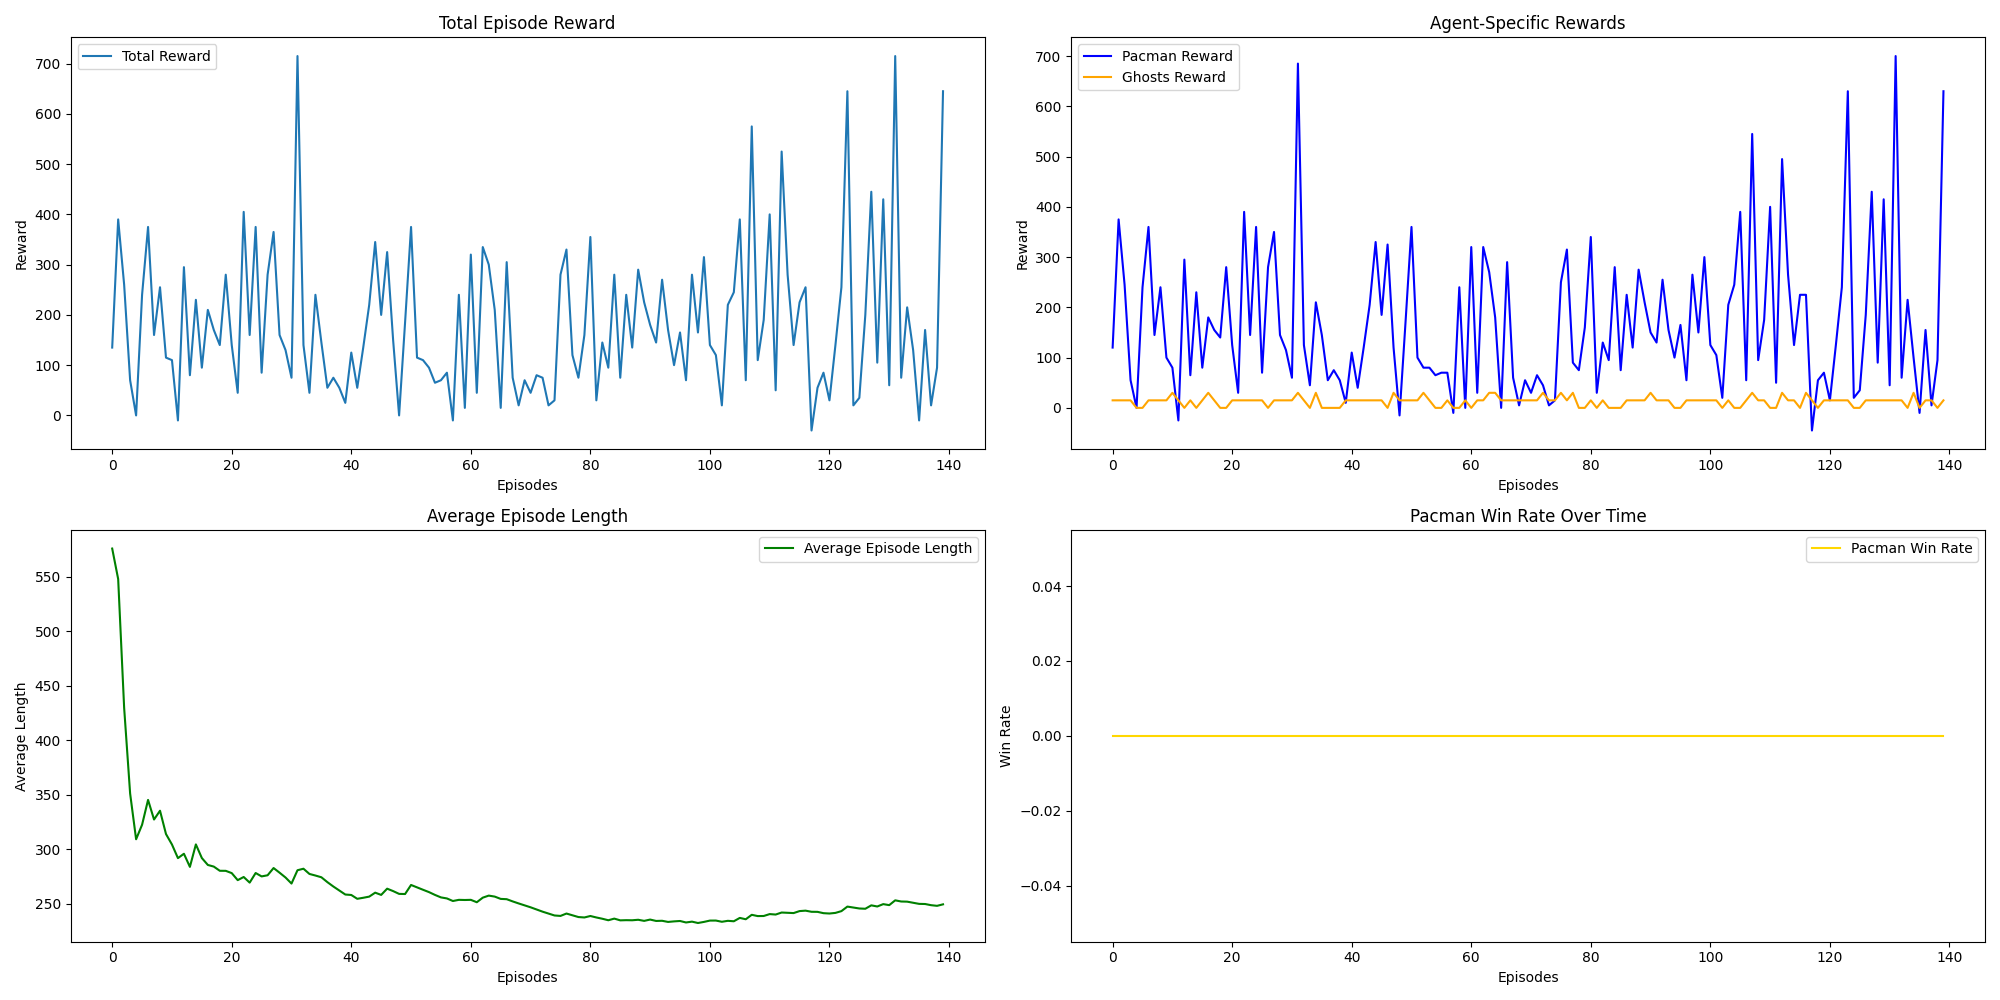 Total Episode Reward
Total Reward
Reward
700
600
500
400
300
200
100
0
0 20 40 60 80 100 120 140
Episodes
Agent-Specific Rewards
Pacman Reward
Ghosts Reward
Reward
700
600
500
400
300
200
100
0
0 20 40 60 80 100 120 140
Episodes
Average Episode Length
Average Episode Length
Average Length
550
500
450
400
350
300
250
0 20 40 60 80 100 120 140
Episodes
Pacman Win Rate Over Time
Pacman Win Rate
Win Rate
0.04
0.02
0.00
−0.02
−0.04
0 20 40 60 80 100 120 140
Episodes